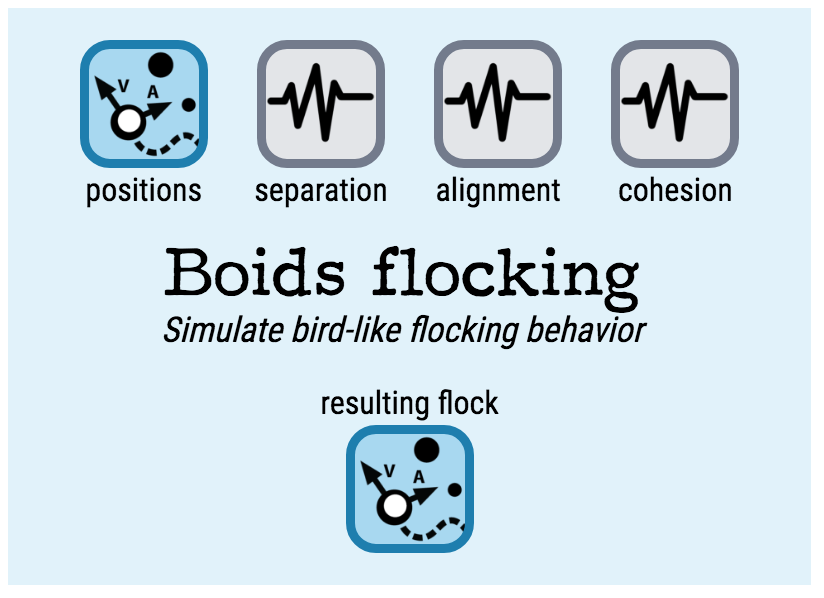 V A
positions separation alignment cohesion
Boids flocking
Simulate bird-like flocking behavior
resulting flock
V A